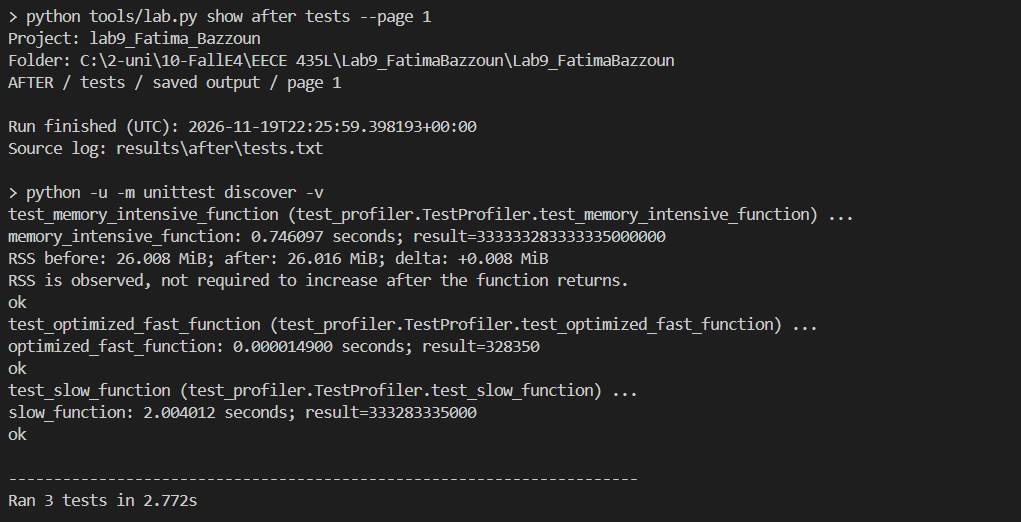 > python tools/lab.py show after tests --page 1
Project: lab9_Fatima_Bazzoun
Folder: C:\2-uni\10-FallE4\EECE 435L\Lab9_FatimaBazzoun\Lab9_FatimaBazzoun
AFTER / tests / saved output / page 1
Run finished (UTC): 2026-11-19T22:25:59.398193+00:00
Source log: results\after\tests.txt
> python -u -m unittest discover -v
test_memory_intensive_function (test_profiler.TestProfiler.test_memory_intensive_function) ...
memory_intensive_function: 0.746097 seconds; result=333333283333335000000
RSS before: 26.008 MiB; after: 26.016 MiB; delta: +0.008 MiB
RSS is observed, not required to increase after the function returns.
ok
test_optimized_fast_function (test_profiler.TestProfiler.test_optimized_fast_function) ...
optimized_fast_function: 0.000014900 seconds; result=328350
ok
test_slow_function (test_profiler.TestProfiler.test_slow_function) ...
slow_function: 2.004012 seconds; result=333283335000
ok
----------------------------------------------------------------------
Ran 3 tests in 2.772s